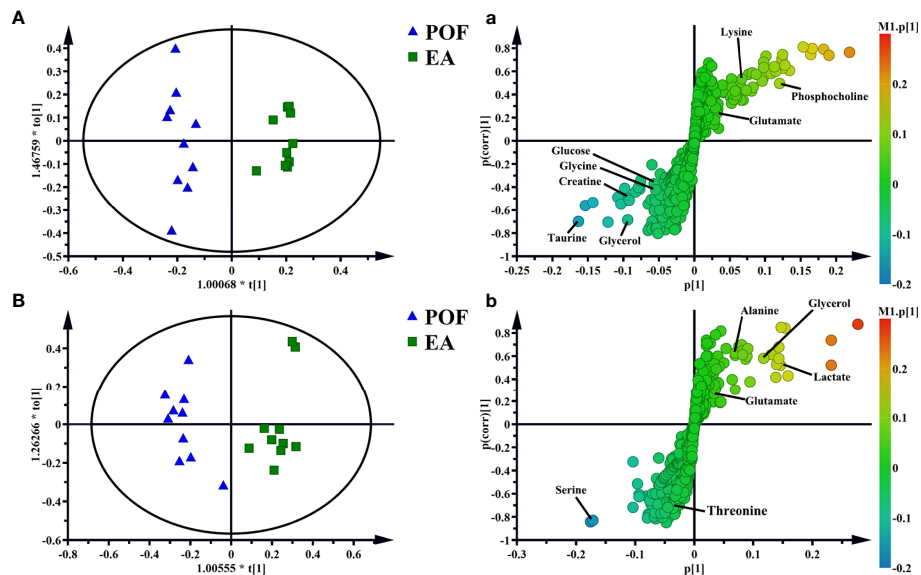 A
POF
EA
1.46759 * to[1]
0.4
0.3
0.2
0.1
0
-0.1
-0.2
-0.3
-0.4
-0.5
-0.6
-0.4
-0.2
0
0.2
0.4
1.00068 * t[1]
a
M1.p[1]
p(corr)[1]
0.8
0.6
0.4
0.2
0
-0.2
-0.4
-0.6
-0.8
-1
-0.25
-0.2
-0.15
-0.1
-0.05
0
0.05
0.1
0.15
0.2
p[1]
Lysine
Phosphocholine
Glutamate
Glucose
Glycine
Creatine
Taurine
Glycerol
0.2
0.1
0
-0.1
-0.2
B
POF
EA
1.26266 * to[1]
0.4
0.2
0
-0.2
-0.4
-0.6
-0.8
-0.6
-0.4
-0.2
0
0.2
0.4
0.6
1.00555 * t[1]
b
M1.p[1]
p(corr)[1]
0.8
0.6
0.4
0.2
0
-0.2
-0.4
-0.6
-0.8
-1
-0.3
-0.2
-0.1
0
0.1
0.2
p[1]
Alanine
Glycerol
Lactate
Glutamate
Serine
Threonine
0.2
0.1
0
-0.1
-0.2